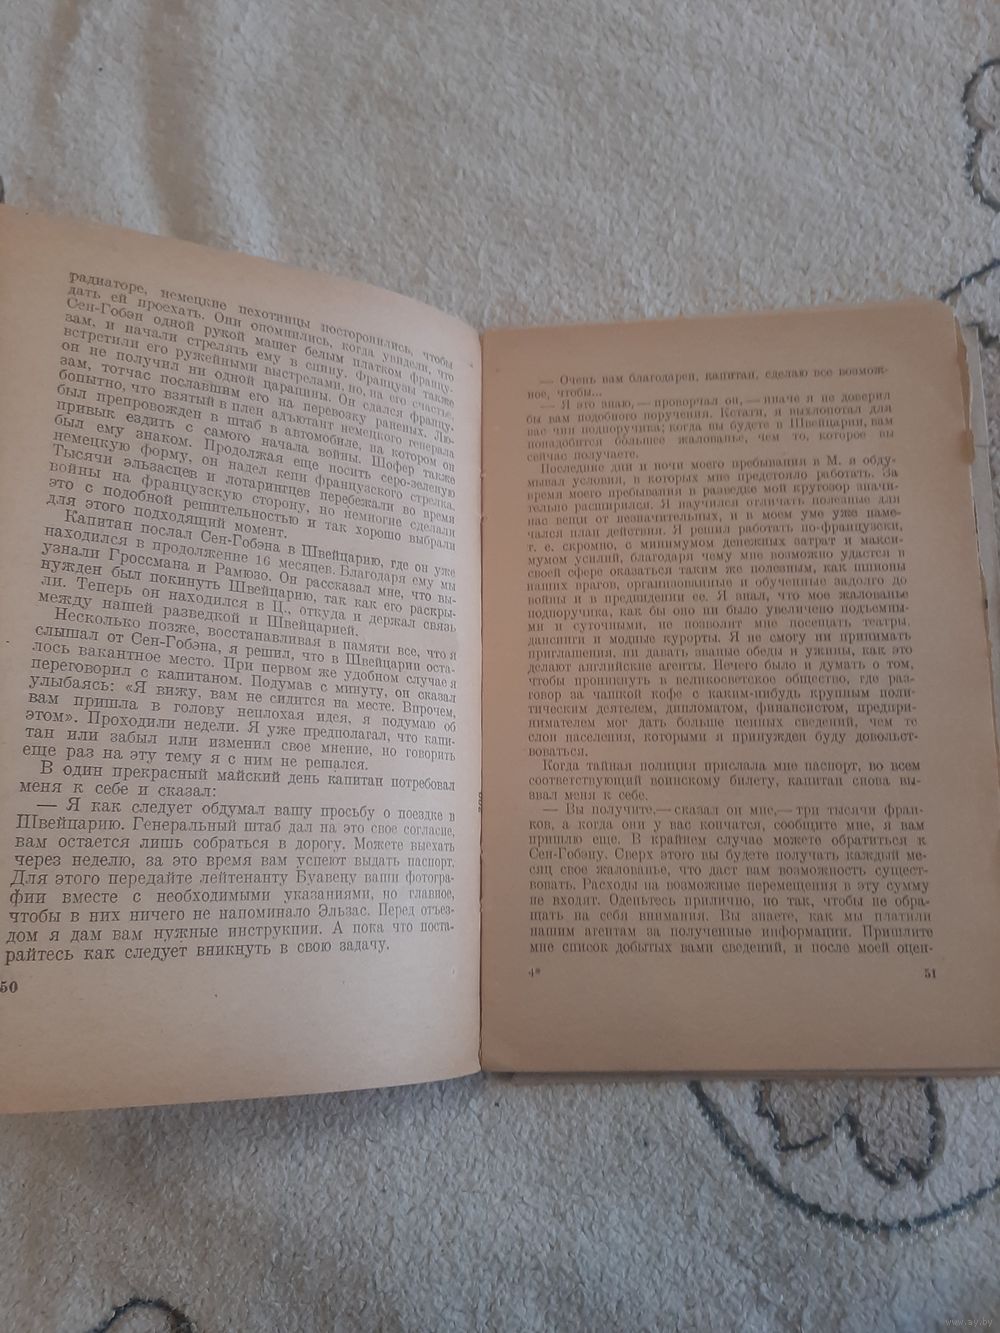 радиаторе, немецкие пехотинцы посторонились, чтобы
дать ей проехать. Они опомнились, когда увидели, что
Сен-Гобэн одной рукой машет белым платком францу-
зам, и начали стрелять ему в спину. Французы также
встретили его ружейными выстрелами, но, на его счастье,
он не получил ни одной царапины. Он сдался францу-
зам, тотчас пославшим его на перевозку раненых. Лю-
бопытно, что взятый в плен адъютант немецкого генерала
был препровожден в штаб в автомобиле, на котором он
привык ездить с самого начала войны. Шофер также
был ему знаком. Продолжая еще носить серо-зеленую
немецкую форму, он надел кепи французского стрелка.
Тысячи эльзасцев и лотарингцев перебежали во время
войны на французскую сторону, но немногие сделали
это с подобной решительностью и так хорошо выбрали
для этого подходящий момент.
Капитан послал Сен-Гобэна в Швейцарию, где он уже
находился в продолжение 16 месяцев. Благодаря ему мы
узнали Гроссмана и Рамюзо. Он рассказал мне, что вы-
нужден был покинуть Швейцарию, так как его раскры-
ли. Теперь он находился в Ц., откуда и держал связь
между нашей разведкой и Швейцарией.
Несколько позже, восстанавливая в памяти все, что я
слышал от Сен-Гобэна, я решил, что в Швейцарии оста-
лось вакантное место. При первом же удобном случае я
переговорил с капитаном. Подумав с минуту, он сказал
улыбаясь: «Я вижу, вам не сидится на месте. Впрочем,
вам пришла в голову неплохая идея, я подумаю об
этом». Проходили недели. Я уже предполагал, что капи-
тан или забыл или изменил свое мнение, но говорить
еще раз на эту тему я с ним не решался.
В один прекрасный майский день капитан потребовал
меня к себе и сказал:
— Я как следует обдумал вашу просьбу о поездке в
Швейцарию. Генеральный штаб дал на это свое согласие,
вам остается лишь собраться в дорогу. Можете выехать
через неделю, за это время вам успеют выдать паспорт.
Для этого передайте лейтенанту Буавецу ваши фотогра-
фии вместе с необходимыми указаниями, но главное,
чтобы в них ничего не напоминало Эльзас. Перед отъез-
дом я дам вам нужные инструкции. А пока что поста-
райтесь как следует вникнуть в свою задачу.
50
— Очень вам благодарен, капитан, сделаю все возмож-
ное, чтобы...
— Я это знаю,— проворчал он,— иначе я не доверил
бы вам подобного поручения. Кстати, я выхлопотал для
вас чин подпоручика; когда вы будете в Швейцарии, вам
понадобится большее жалованье, чем то, которое вы
сейчас получаете.
Последние дни и ночи моего пребывания в М. я обду-
мывал условия, в которых мне предстояло работать. За
время моего пребывания в разведке мой кругозор значи-
тельно расширился. Я научился отличать полезные для
нас вещи от незначительных, и в моем уме уже наме-
чался план действия. Я решил работать по-французски,
т. е. скромно, с минимумом денежных затрат и макси-
мумом усилий, благодаря чему мне возможно удастся в
своей сфере оказаться таким же полезным, как шпионы
наших врагов, организованные и обученные задолго до
войны и в предвидении ее. Я знал, что мое жалованье
подпоручика, как бы оно ни было увеличено подъемны-
ми и суточными, не позволит мне посещать театры,
дансинги и модные курорты. Я не смогу ни принимать
приглашения, ни давать званые обеды и ужины, как это
делают английские агенты. Нечего было и думать о том,
чтобы проникнуть в великосветское общество, где раз-
говор за чашкой кофе с каким-нибудь крупным поли-
тическим деятелем, дипломатом, финансистом, предпри-
нимателем мог дать больше ценных сведений, чем те
слои населения, которыми я принужден буду довольст-
воваться.
Когда тайная полиция прислала мне паспорт, во всем
соответствующий воинскому билету, капитан снова вы-
звал меня к себе.
— Вы получите,— сказал он мне,— три тысячи фран-
ков, а когда они у вас кончатся, сообщите мне, я вам
пришлю еще. В крайнем случае можете обратиться к
Сен-Гобэну. Сверх этого вы будете получать каждый ме-
сяц свое жалованье, что даст вам возможность сущест-
вовать. Расходы на возможные перемещения в эту сумму
не входят. Оденьтесь прилично, но так, чтобы не обра-
щать на себя внимания. Вы знаете, как мы платили
нашим агентам за полученные информации. Пришлите
мне список добытых вами сведений, и после моей оцен-
4*
51
www.ay.by